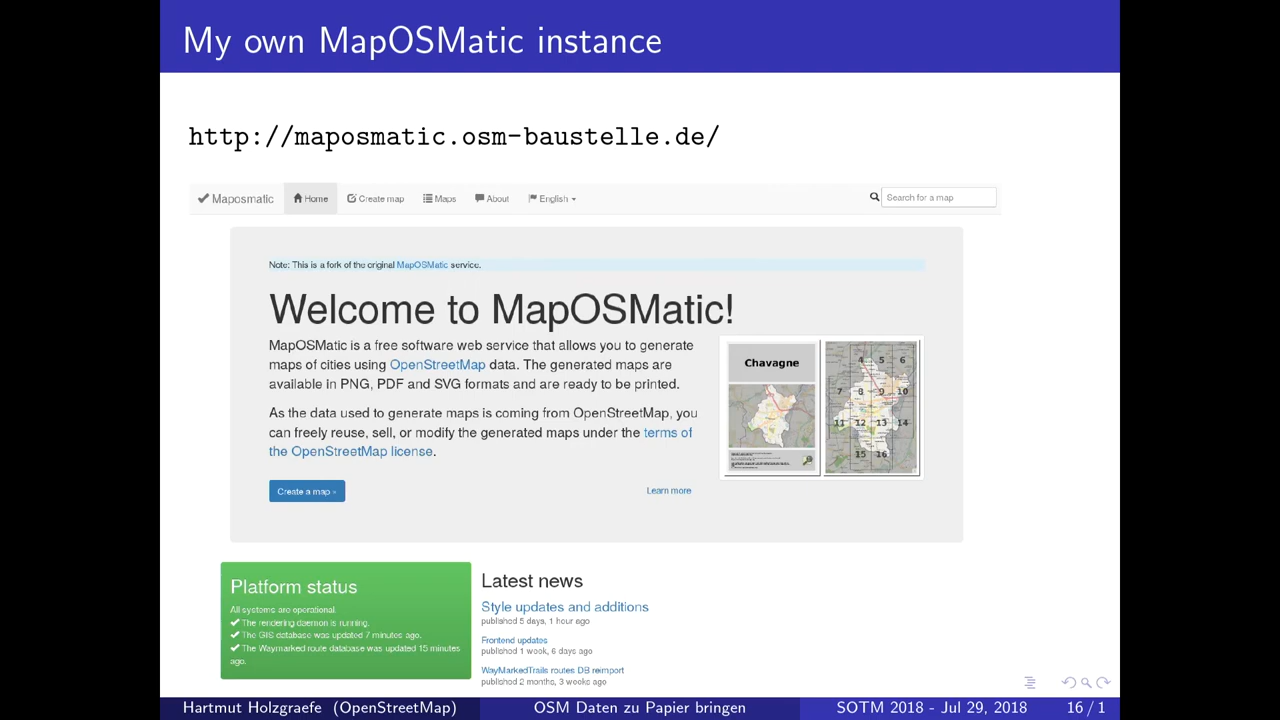 My own MapOSMatic instance
http://maposmatic.osm-baustelle.de/
Maposmatic Home Create map Maps About English Search for a map
Note: This is a fork of the original MapOSMatic service.
Welcome to MapOSMatic!
MapOSMatic is a free software web service that allows you to generate
maps of cities using OpenStreetMap data. The generated maps are
available in PNG, PDF and SVG formats and are ready to be printed.
As the data used to generate maps is coming from OpenStreetMap, you
can freely reuse, sell, or modify the generated maps under the terms of
the OpenStreetMap license.
Chavagne
4 5 6
7 8 9 10
11 12 13 14
15 16
Create a map »
Learn more
Platform status
All systems are operational.
The rendering daemon is running.
The GIS database was updated 7 minutes ago.
The Waymarked route database was updated 15 minutes
ago.
Latest news
Style updates and additions
published 5 days, 1 hour ago
Frontend updates
published 1 week, 6 days ago
WayMarkedTrails routes DB reimport
published 2 months, 3 weeks ago
Hartmut Holzgraefe (OpenStreetMap) OSM Daten zu Papier bringen SOTM 2018 - Jul 29, 2018 16 / 1